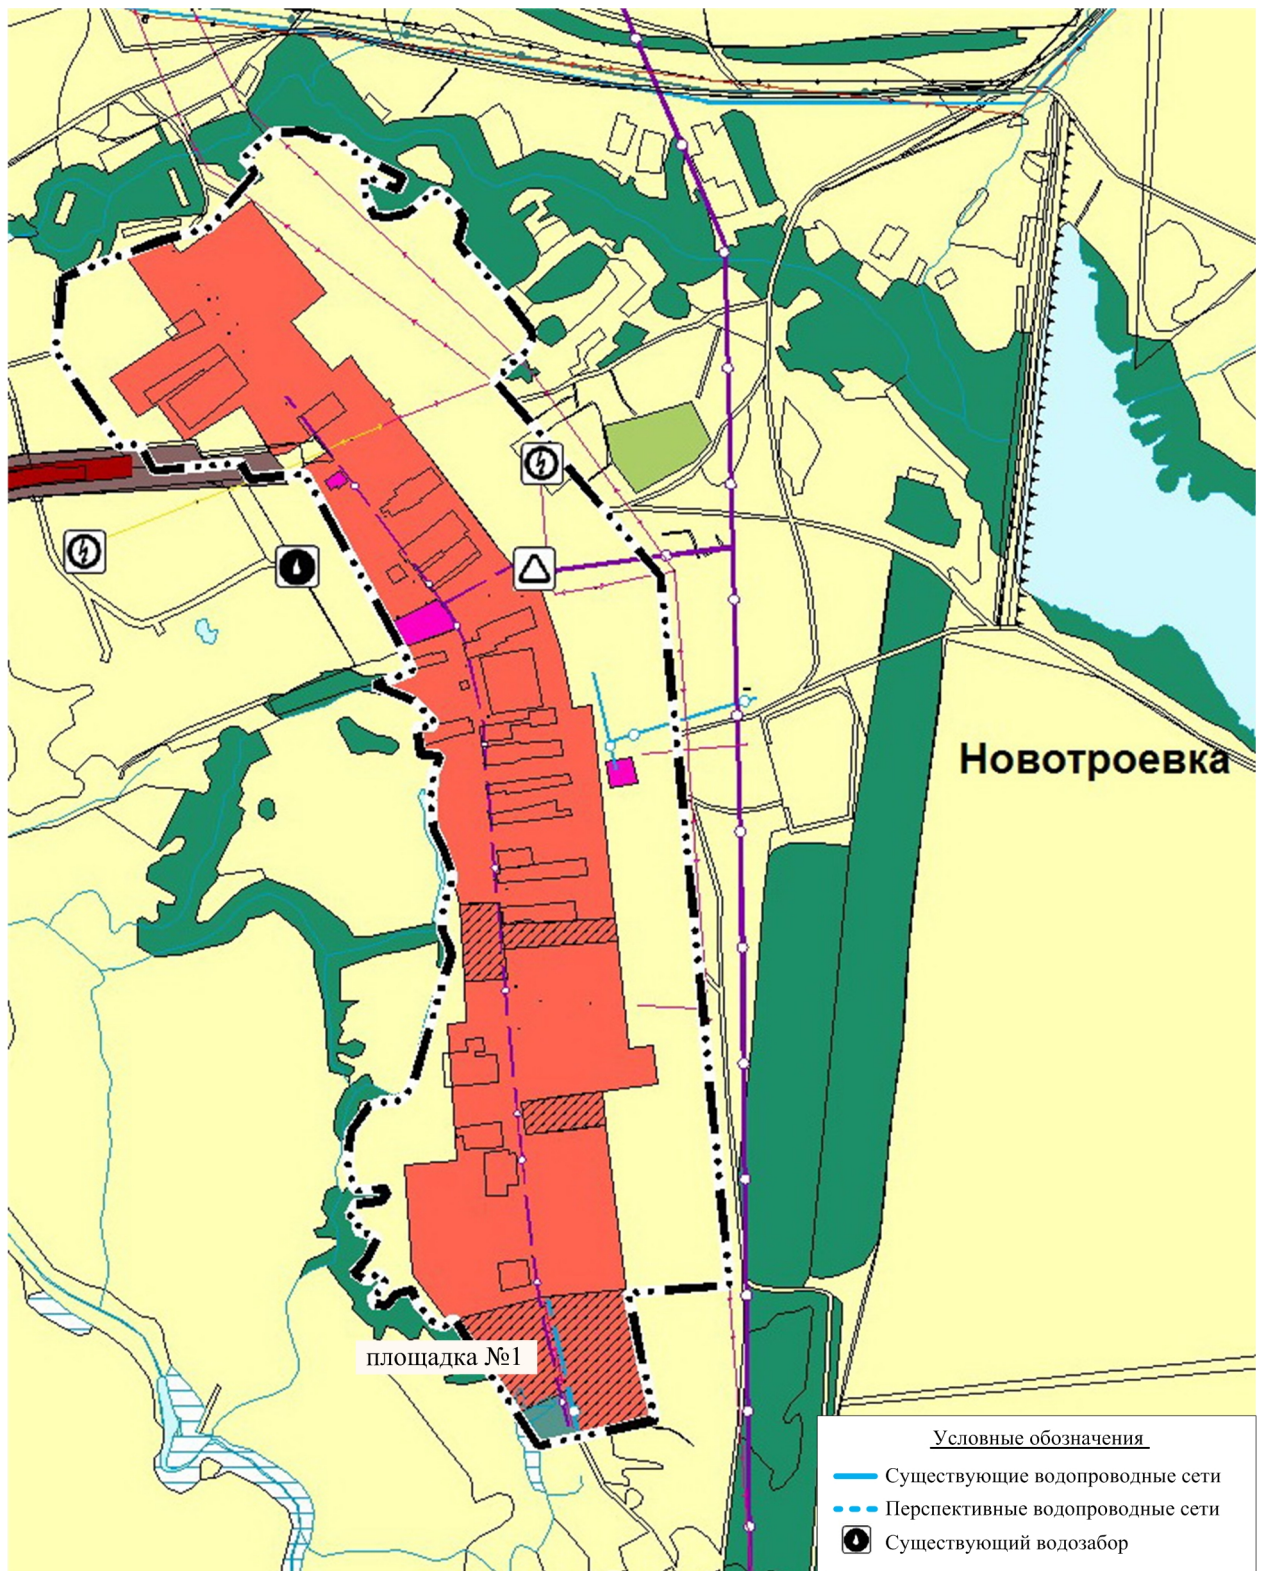 Новотроевка
площадка №1
Условные обозначения
Существующие водопроводные сети
Перспективные водопроводные сети
Существующий водозабор